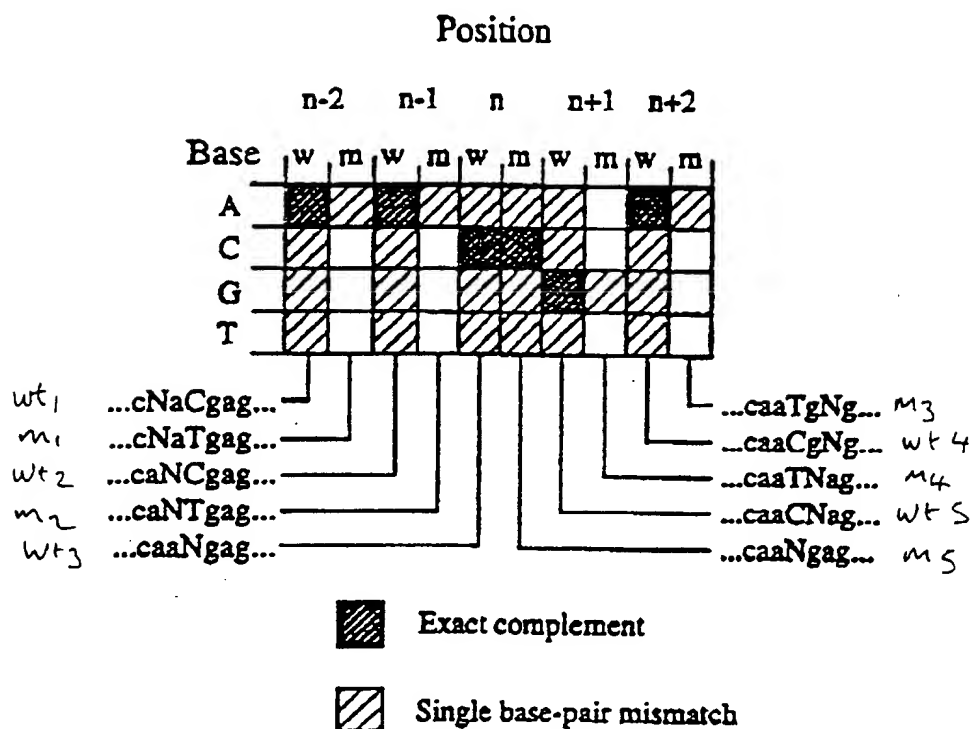 Position
n-2 n-1 n n+1 n+2
Base w m w m w m w m w m
A
C
G
T
wt1 ...cNaCgag... ...caaTgNg... m3
m1 ...cNaTgag... ...caaCgNg... wt4
wt2 ...caNCgag... ...caaTNag... m4
m2 ...caNTgag... ...caaCNag... wt5
wt3 ...caaNgag... ...caaNgag... m5
Exact complement
Single base-pair mismatch